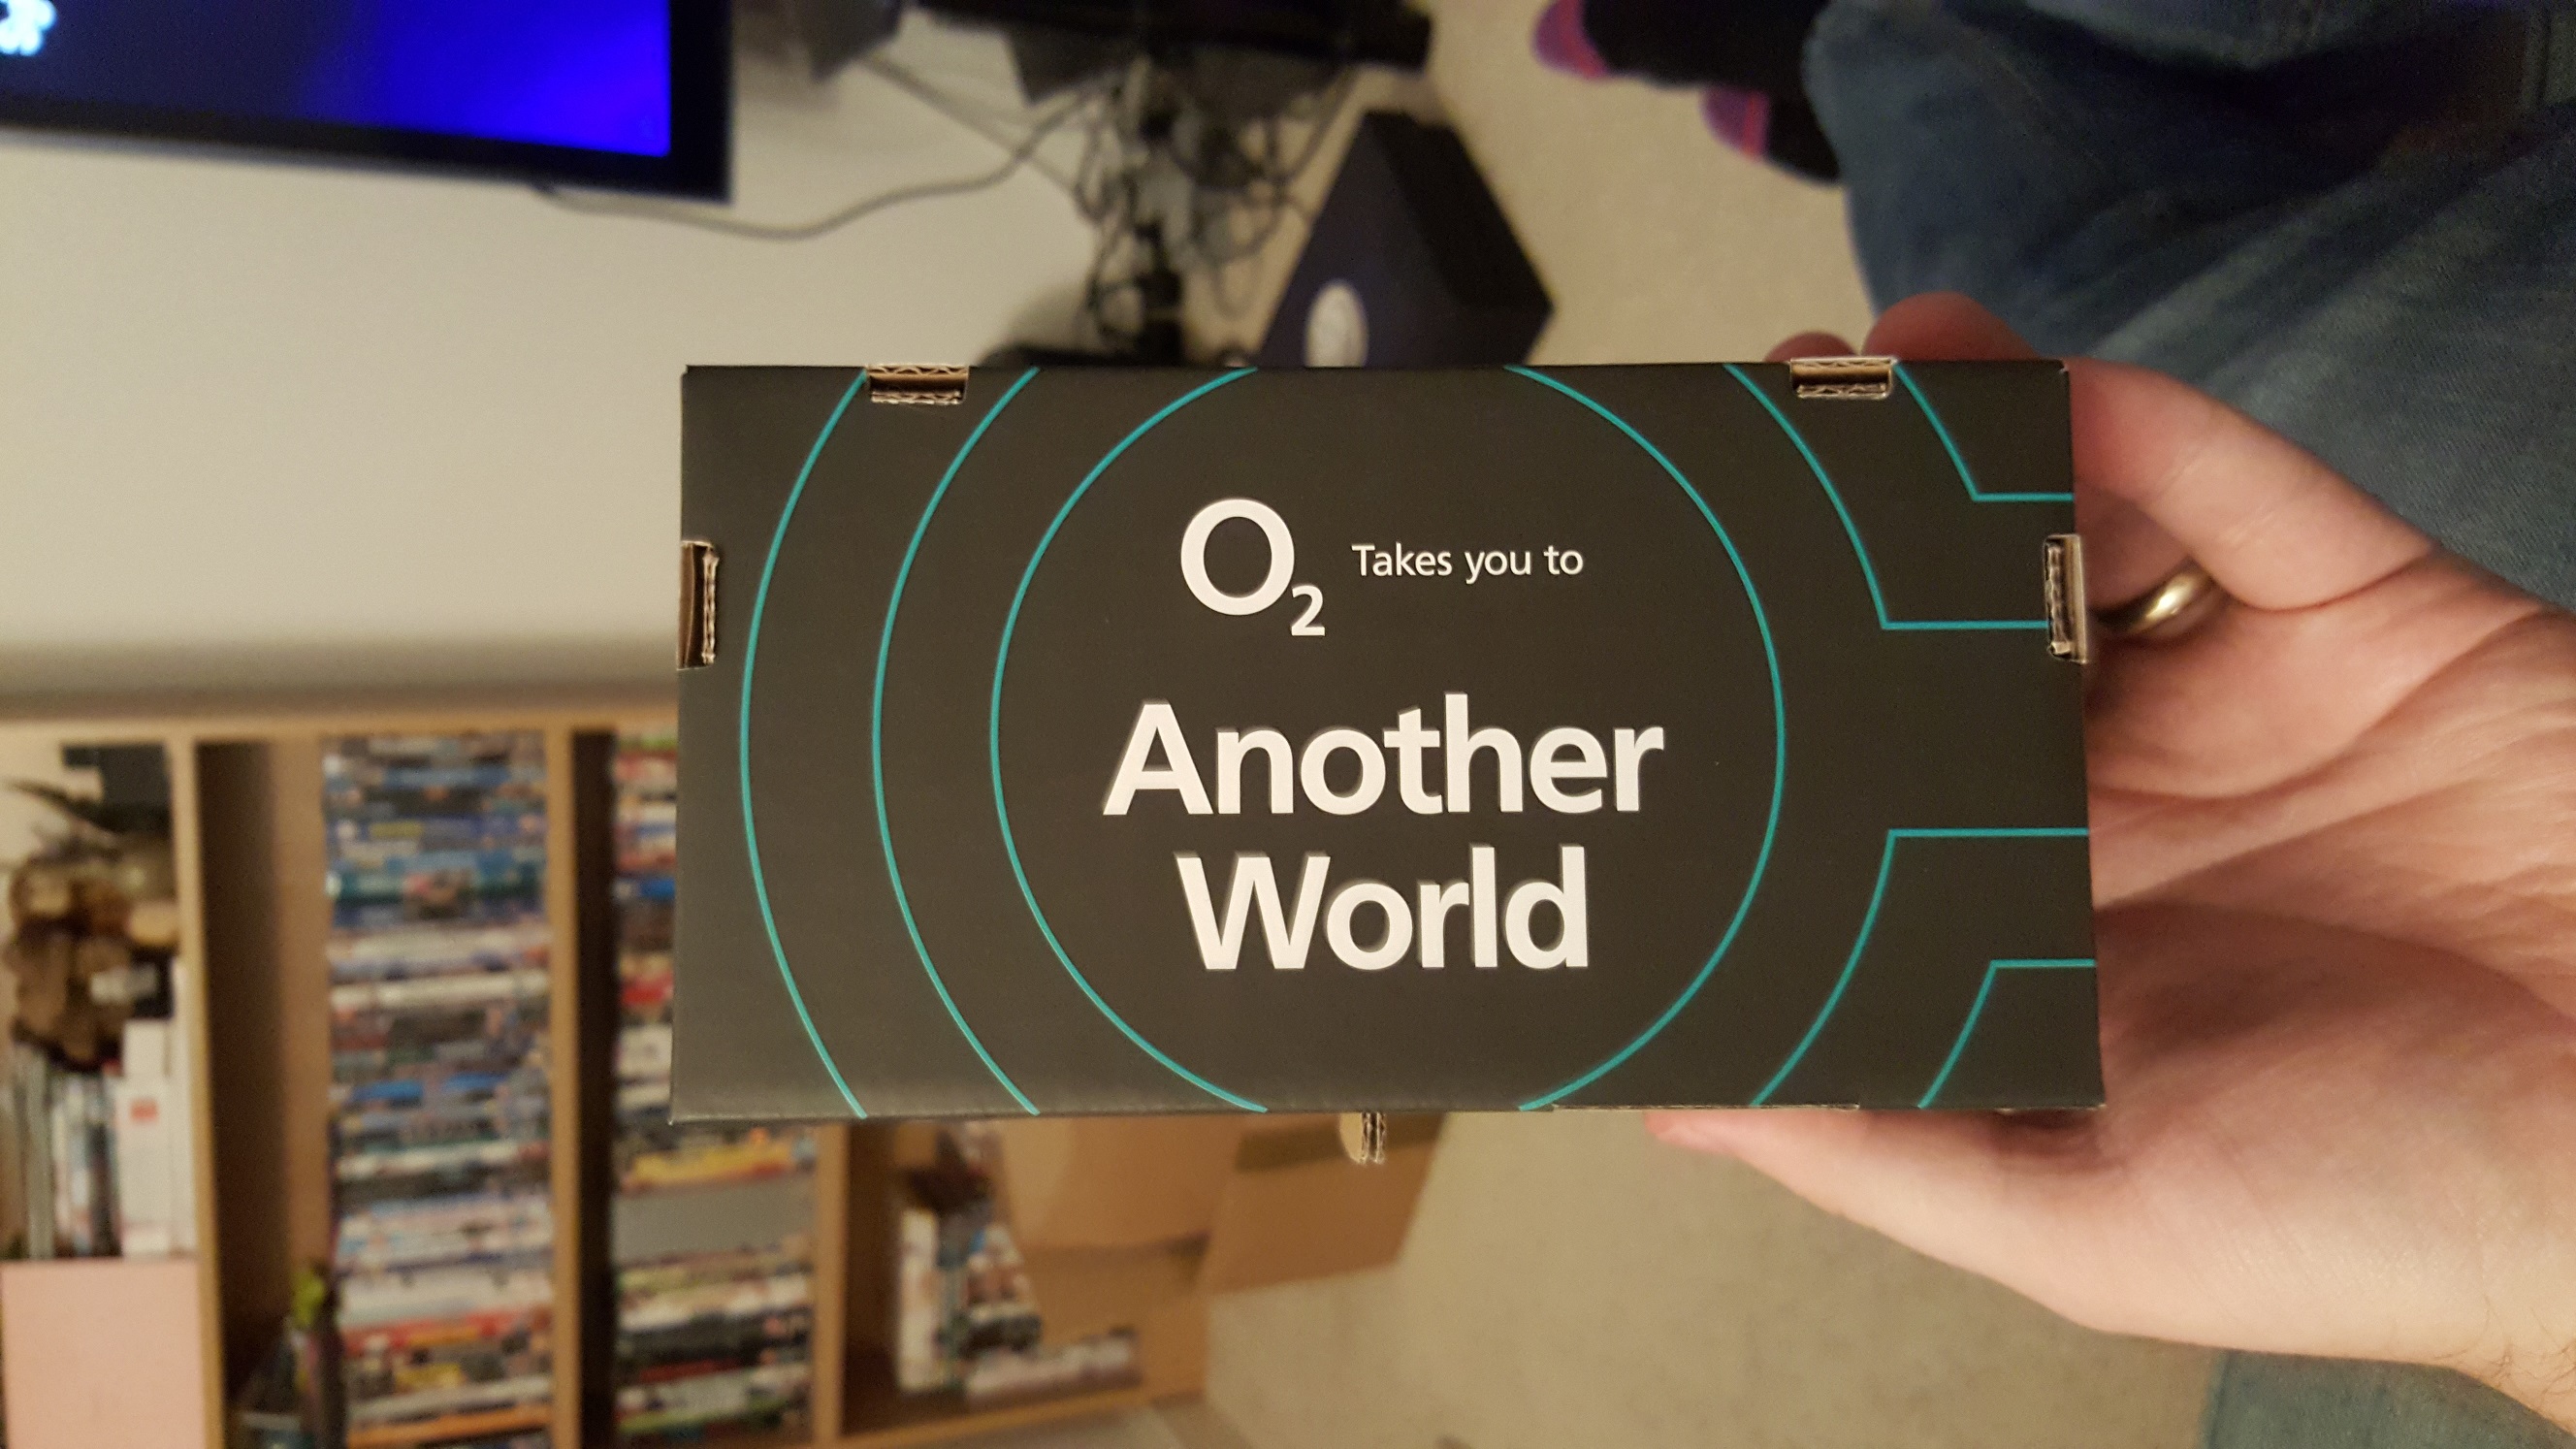 O2 Takes you to
Another
World